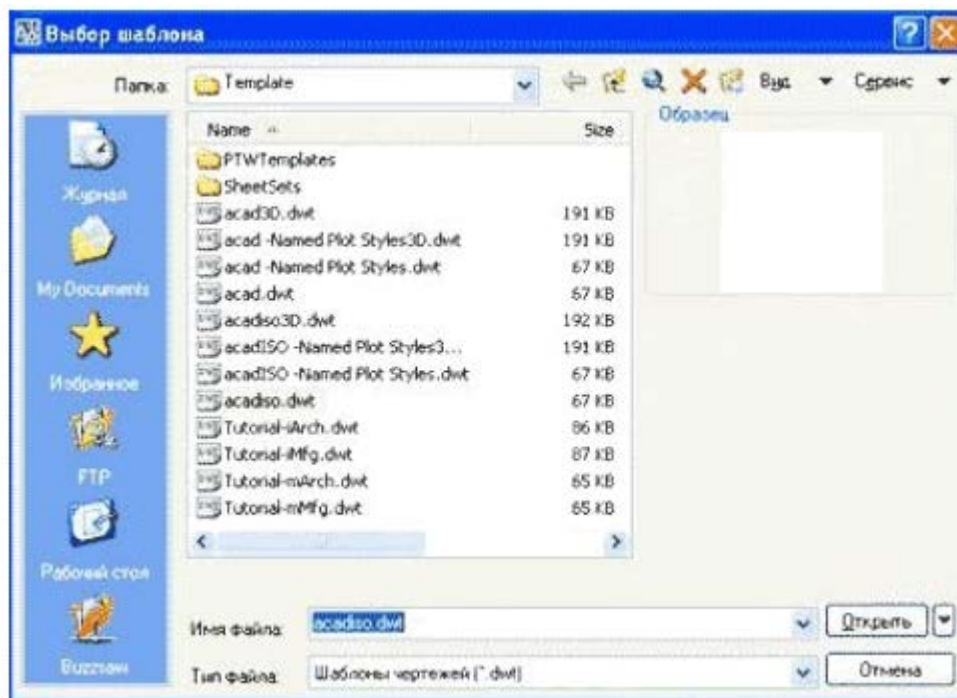 Выбор шаблона
Папка: Template Вид Сервис
Журнал
My Documents
Избранное
FTP
Рабочий стол
Buzzsaw
Name Size
PTWTemplates
SheetSets
acad3D.dwt 191 KB
acad -Named Plot Styles3D.dwt 191 KB
acad -Named Plot Styles.dwt 67 KB
acad.dwt 67 KB
acadiso3D.dwt 192 KB
acadISO -Named Plot Styles3... 191 KB
acadISO -Named Plot Styles.dwt 67 KB
acadiso.dwt 67 KB
Tutorial-iArch.dwt 86 KB
Tutorial-iMfg.dwt 87 KB
Tutorial-mArch.dwt 65 KB
Tutorial-mMfg.dwt 65 KB
Образец
Имя файла: acadiso.dwt Открыть
Тип файла: Шаблоны чертежей (*.dwt) Отмена